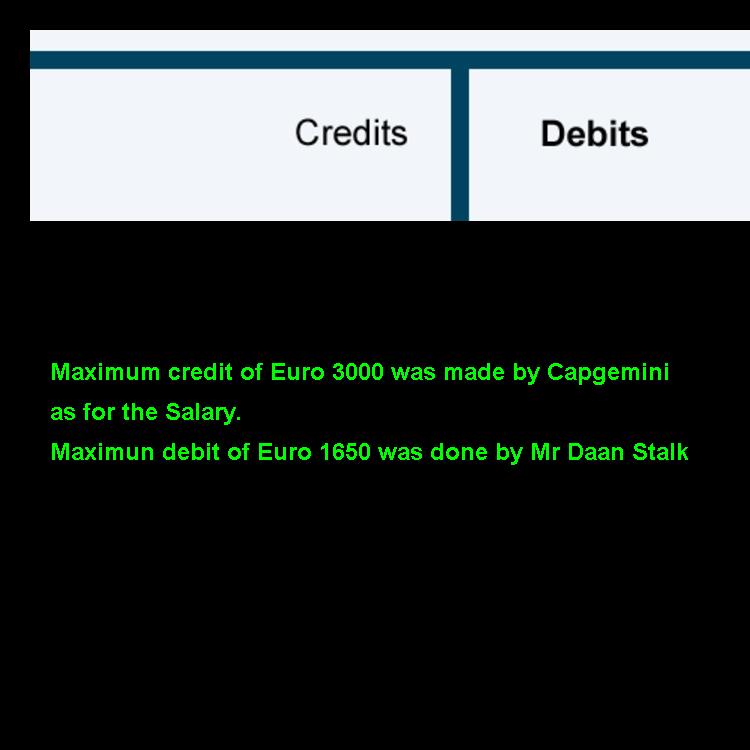 Credits Debits
Maximum credit of Euro 3000 was made by Capgemini
as for the Salary.
Maximun debit of Euro 1650 was done by Mr Daan Stalk